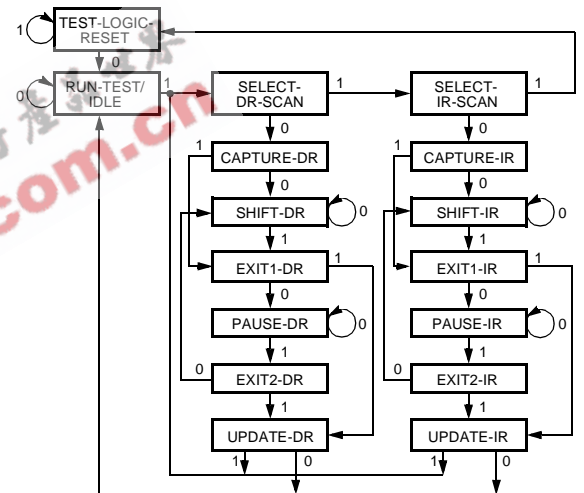 TEST-LOGIC-
RESET
1
0
RUN-TEST/
IDLE
0
1
SELECT-
DR-SCAN
1
SELECT-
IR-SCAN
1
0
0
1
CAPTURE-DR
1
CAPTURE-IR
0
0
SHIFT-DR
0
SHIFT-IR
0
1
1
EXIT1-DR
1
EXIT1-IR
1
0
0
PAUSE-DR
0
PAUSE-IR
0
1
1
0
EXIT2-DR
0
EXIT2-IR
1
1
UPDATE-DR
UPDATE-IR
1
0
1
0
com.cn